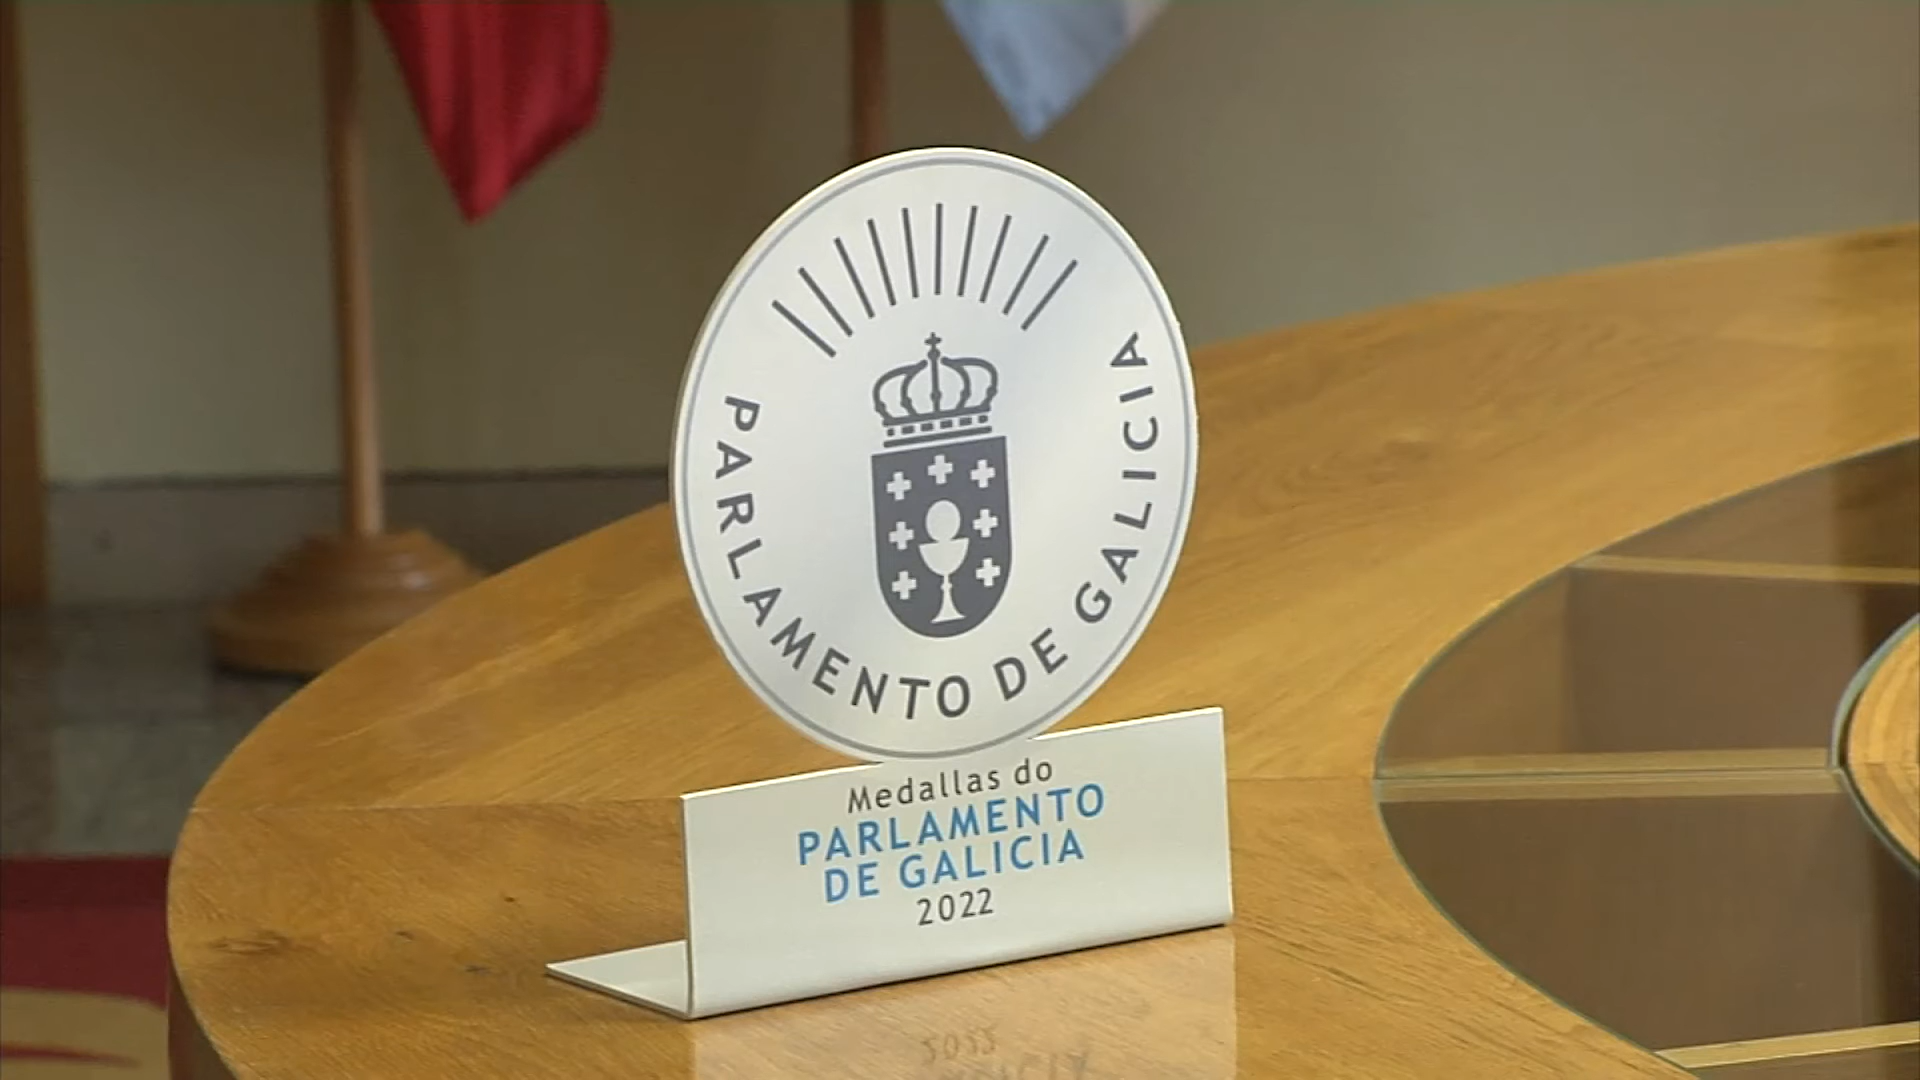 PARLAMENTO DE GALICIA
Medallas do
PARLAMENTO
DE GALICIA
2022